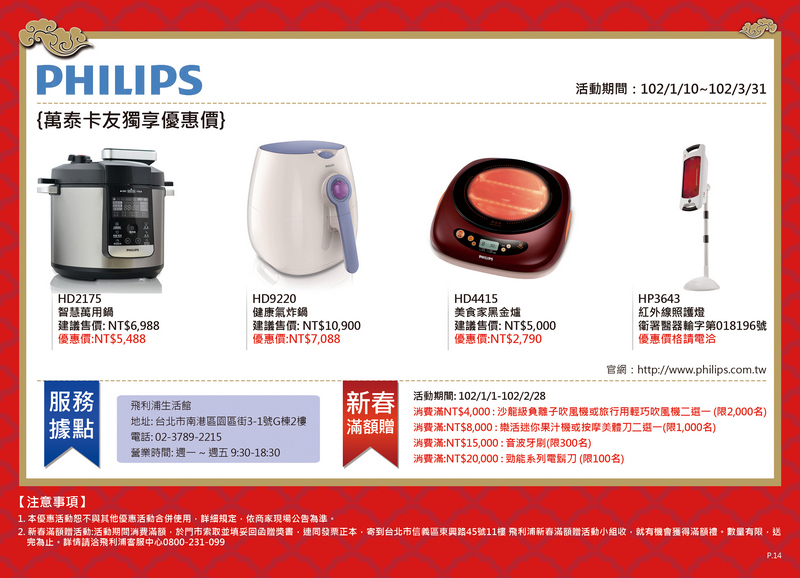 PHILIPS
活動期間：102/1/10~102/3/31
{萬泰卡友獨享優惠價}
HD2175
智慧萬用鍋
建議售價: NT$6,988
優惠價:NT$5,488
HD9220
健康氣炸鍋
建議售價: NT$10,900
優惠價:NT$7,088
HD4415
美食家黑金爐
建議售價: NT$5,000
優惠價:NT$2,790
HP3643
紅外線照護燈
衛署醫器輸字第018196號
優惠價格請電洽
官網：http://www.philips.com.tw
服務
據點
飛利浦生活館
地址: 台北市南港區園區街3-1號G棟2樓
電話: 02-3789-2215
營業時間: 週一 ~ 週五 9:30-18:30
新春
滿額贈
活動期間: 102/1/1-102/2/28
消費滿NT$4,000 : 沙龍級負離子吹風機或旅行用輕巧吹風機二選一 (限2,000名)
消費滿NT$8,000 : 樂活迷你果汁機或按摩美體刀二選一(限1,000名)
消費滿NT$15,000 : 音波牙刷(限300名)
消費滿:NT$20,000 : 勁能系列電鬍刀 (限100名)
【注意事項】
1. 本優惠活動恕不與其他優惠活動合併使用，詳細規定，依商家現場公告為準。
2. 新春滿額贈活動:活動期間消費滿額，於門市索取並填妥回函贈獎書，連同發票正本，寄到台北市信義區東興路45號11樓 飛利浦新春滿額贈活動小組收，就有機會獲得滿額禮。數量有限，送
完為止。詳情請洽飛利浦客服中心0800-231-099
P.14